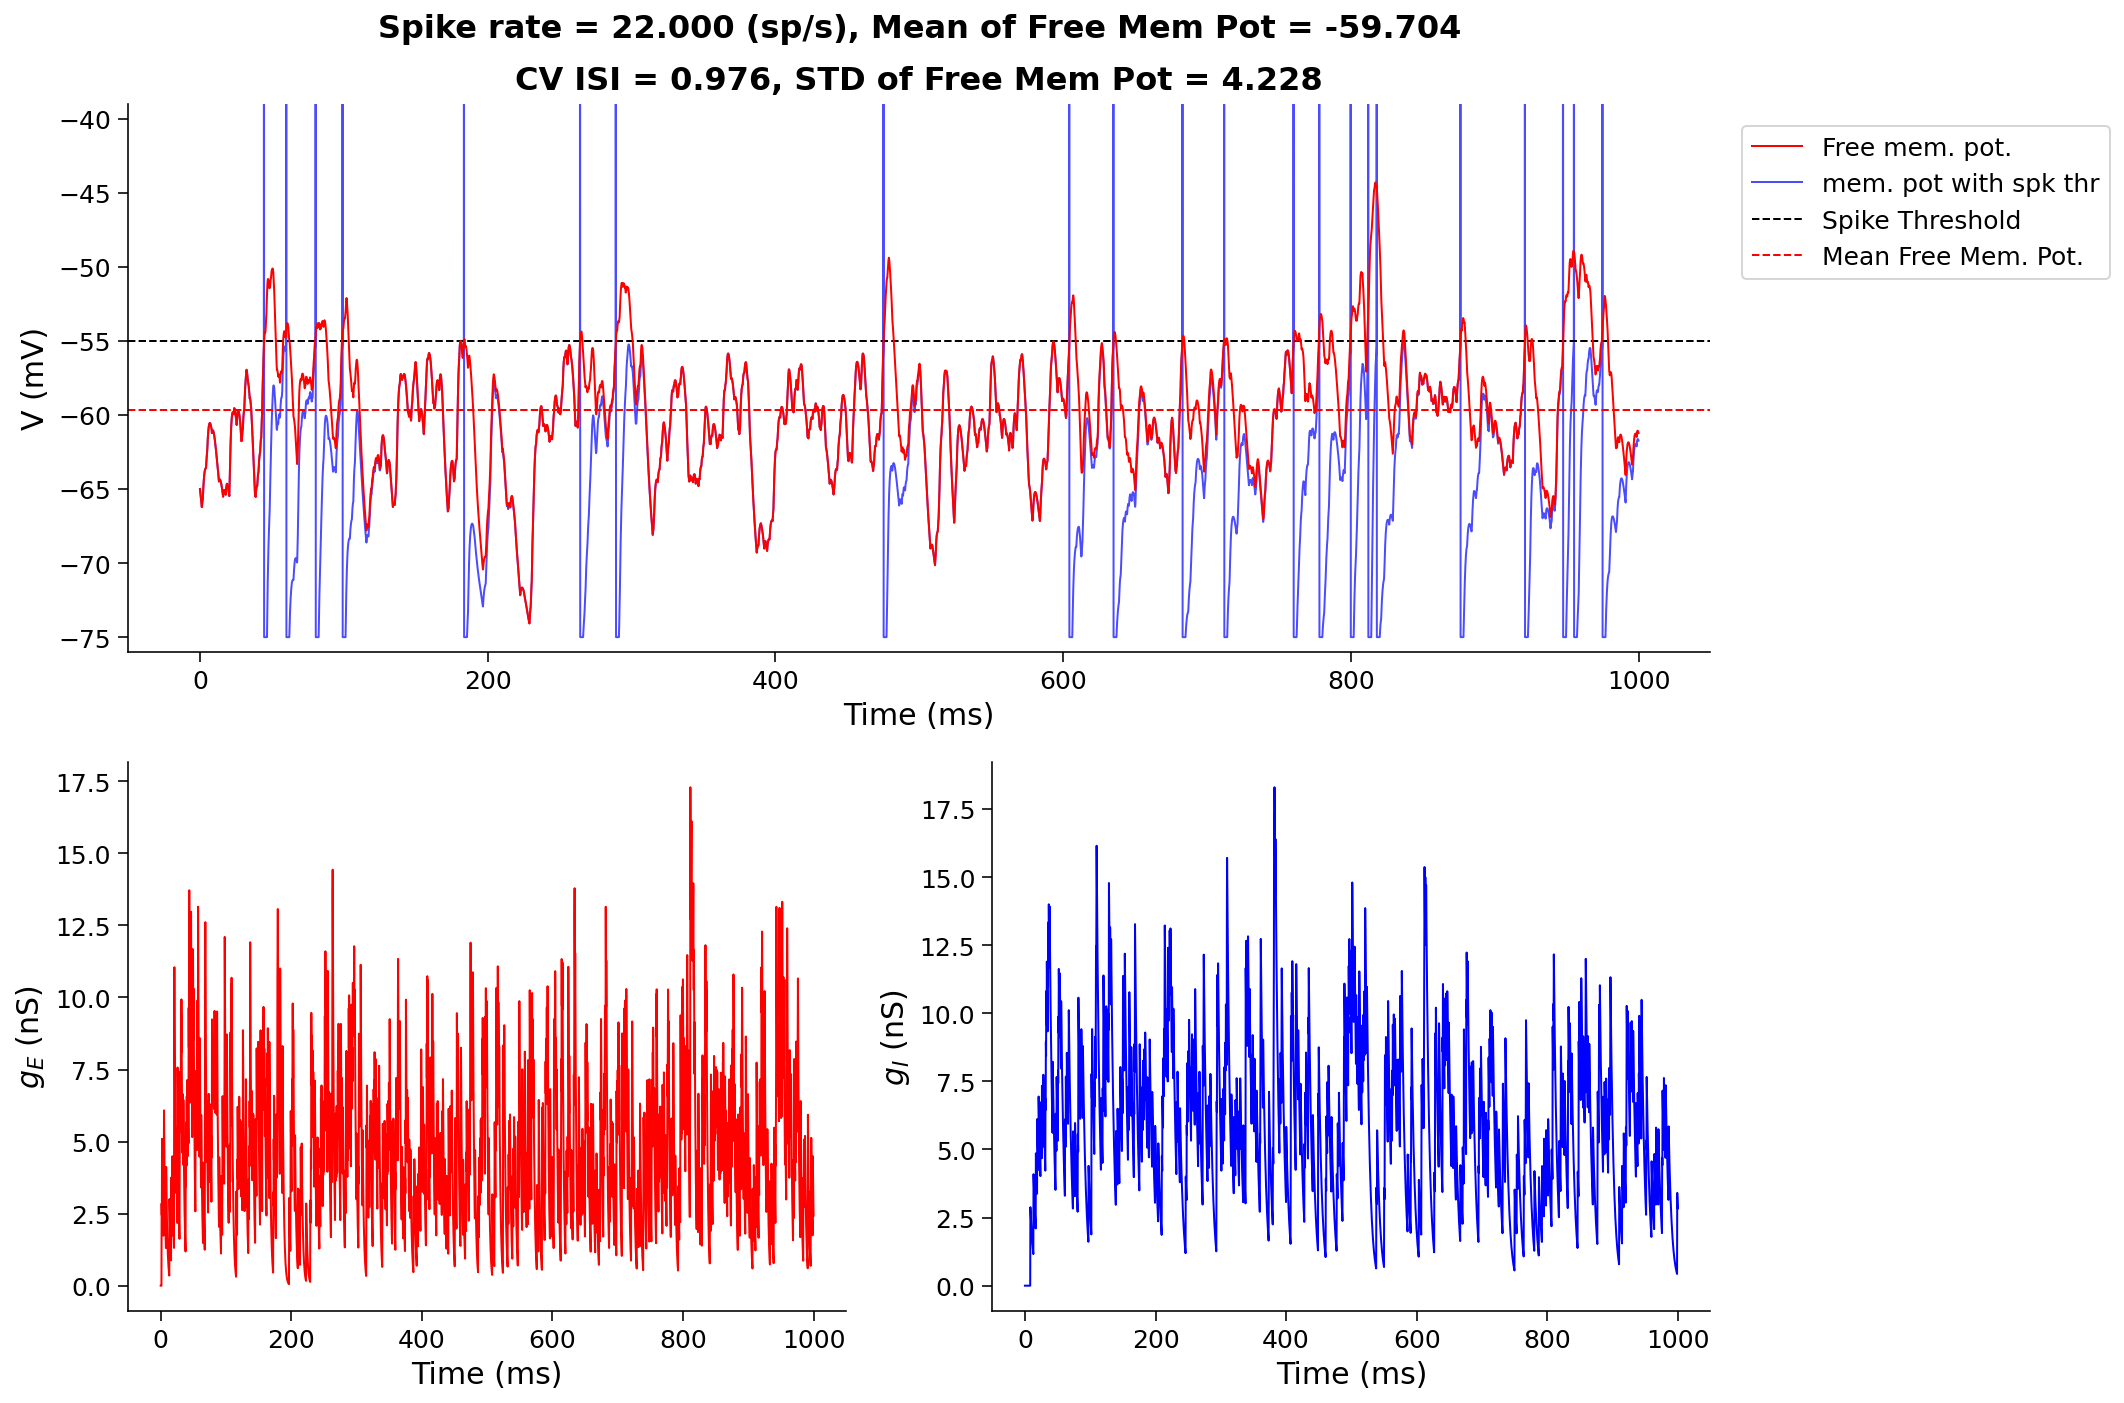 Spike rate = 22.000 (sp/s), Mean of Free Mem Pot = -59.704
CV ISI = 0.976, STD of Free Mem Pot = 4.228
−40
−45
−50
−55
−60
−65
−70
−75
V (mV)
0 200 400 600 800 1000
Time (ms)
Free mem. pot.
mem. pot with spk thr
Spike Threshold
Mean Free Mem. Pot.
17.5
15.0
12.5
10.0
7.5
5.0
2.5
0.0
gE (nS)
0 200 400 600 800 1000
Time (ms)
17.5
15.0
12.5
10.0
7.5
5.0
2.5
0.0
gI (nS)
0 200 400 600 800 1000
Time (ms)